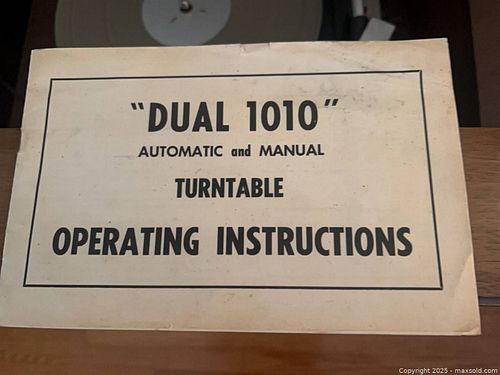 "DUAL 1010"
AUTOMATIC and MANUAL
TURNTABLE
OPERATING INSTRUCTIONS
Copyright 2025 - maxsold.com